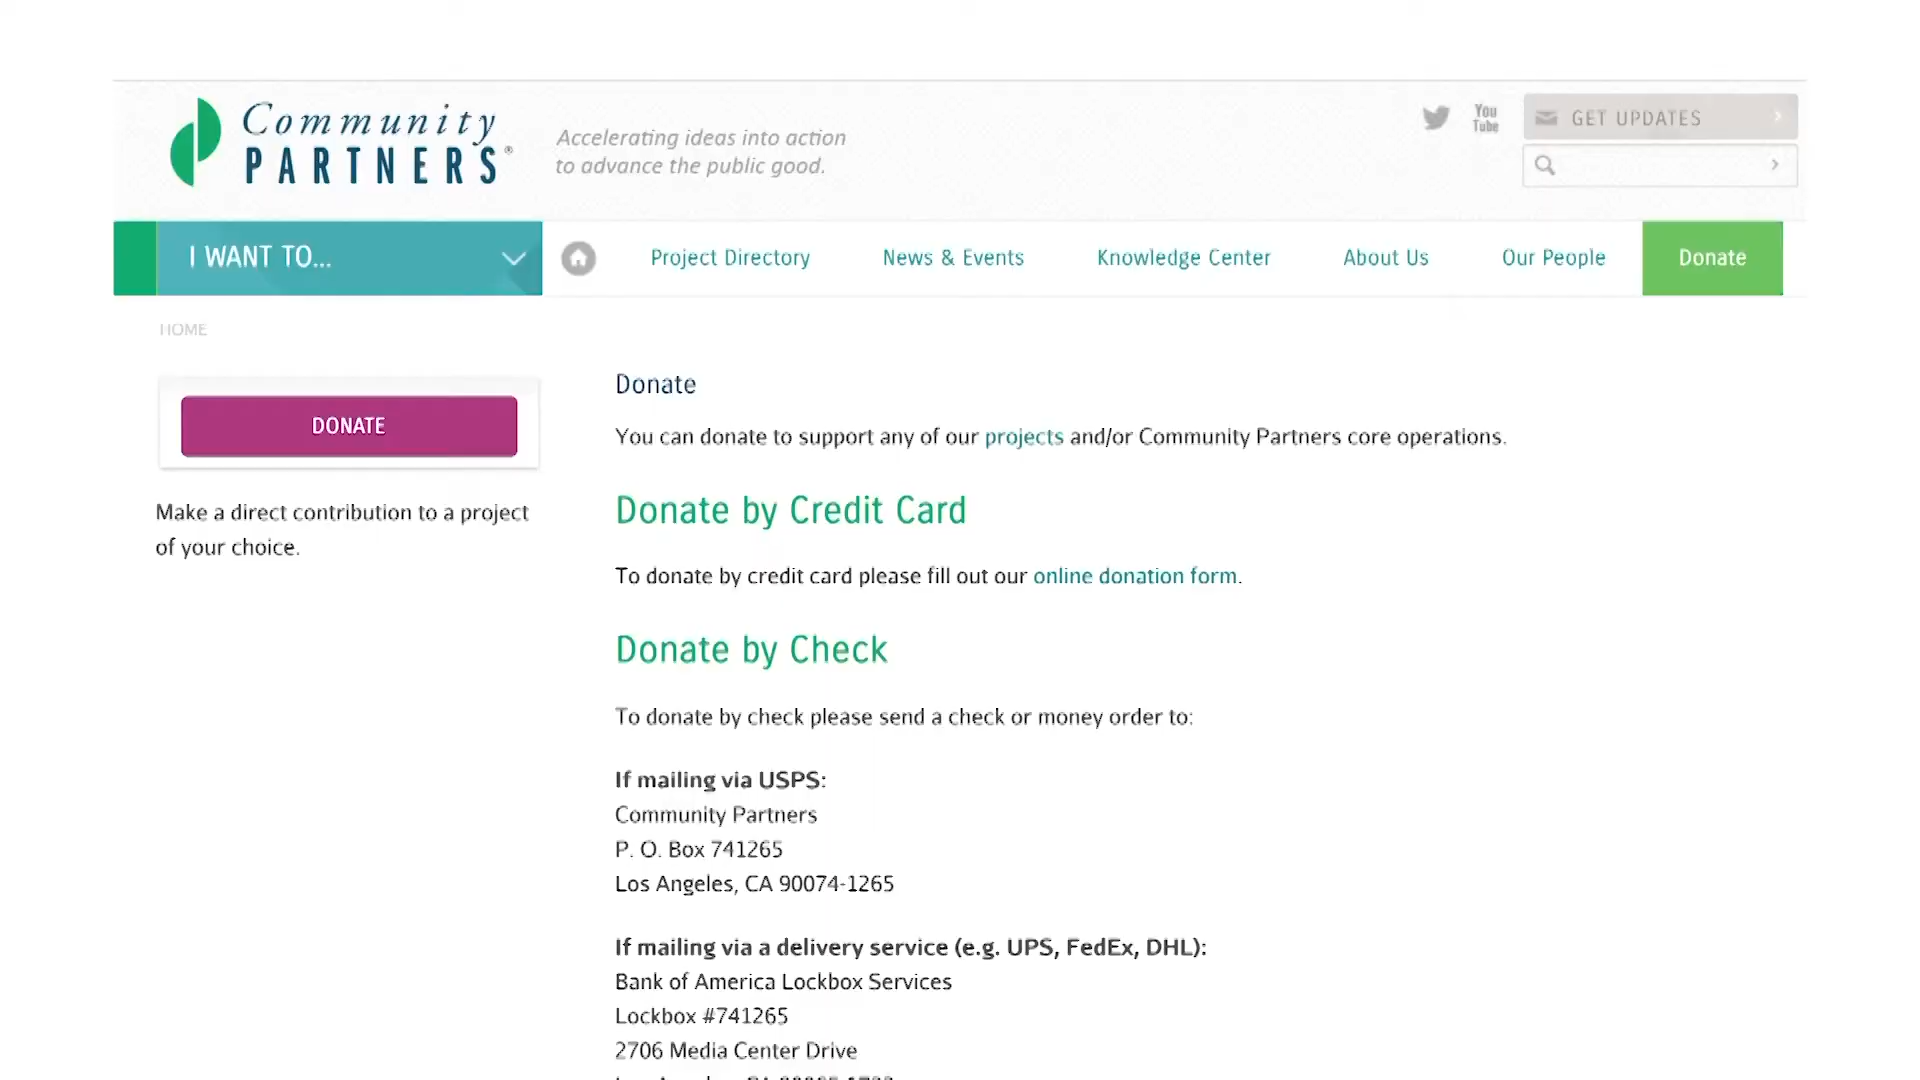 Community
PARTNERS®
Accelerating ideas into action
to advance the public good.
You
Tube
GET UPDATES
I WANT TO...
Project Directory
News & Events
Knowledge Center
About Us
Our People
Donate
HOME
DONATE
Make a direct contribution to a project
of your choice.
Donate
You can donate to support any of our projects and/or Community Partners core operations.
Donate by Credit Card
To donate by credit card please fill out our online donation form.
Donate by Check
To donate by check please send a check or money order to:
If mailing via USPS:
Community Partners
P. O. Box 741265
Los Angeles, CA 90074-1265
If mailing via a delivery service (e.g. UPS, FedEx, DHL):
Bank of America Lockbox Services
Lockbox #741265
2706 Media Center Drive